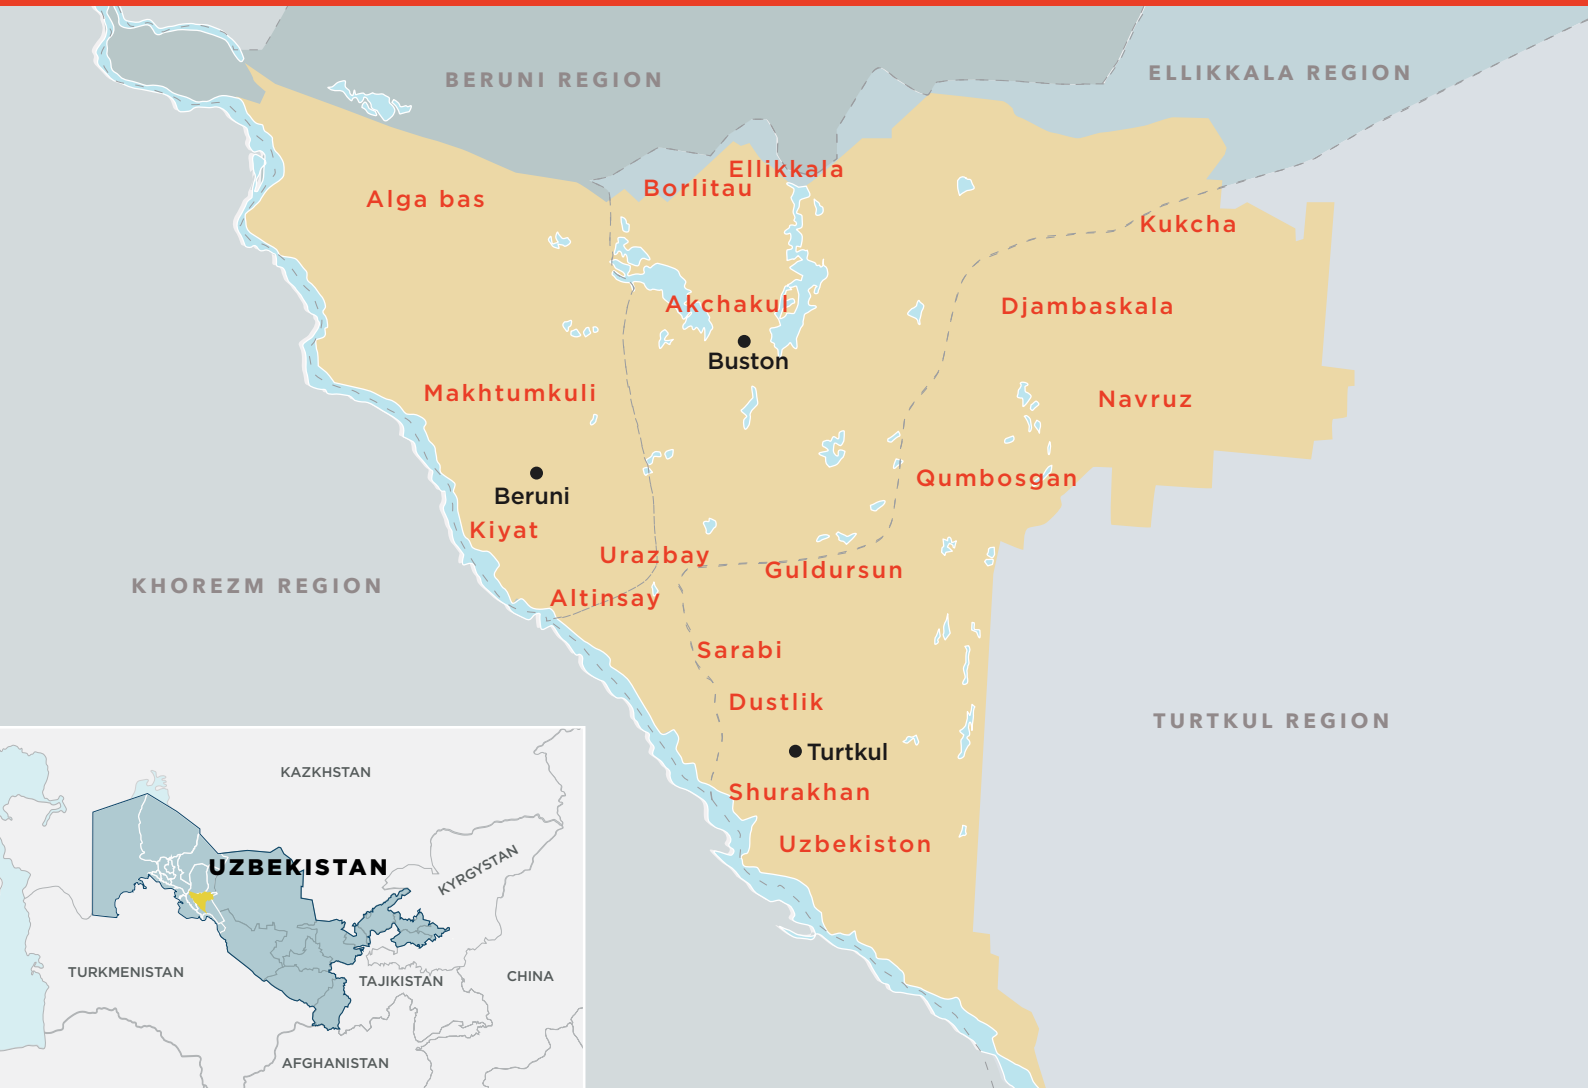 BERUNI REGION
ELLIKKALA REGION
Ellikkala
Borlitau
Alga bas
Kukcha
Akchakul
Djambaskala
Buston
Makhtumkuli
Navruz
Beruni
Qumbosgan
Kiyat
Urazbay
Guldursun
KHOREZM REGION
Altinsay
Sarabi
Dustlik
TURTKUL REGION
Turtkul
Shurakhan
Uzbekiston
KAZKHSTAN
UZBEKISTAN
KYRGYSTAN
TURKMENISTAN
TAJIKISTAN
CHINA
AFGHANISTAN